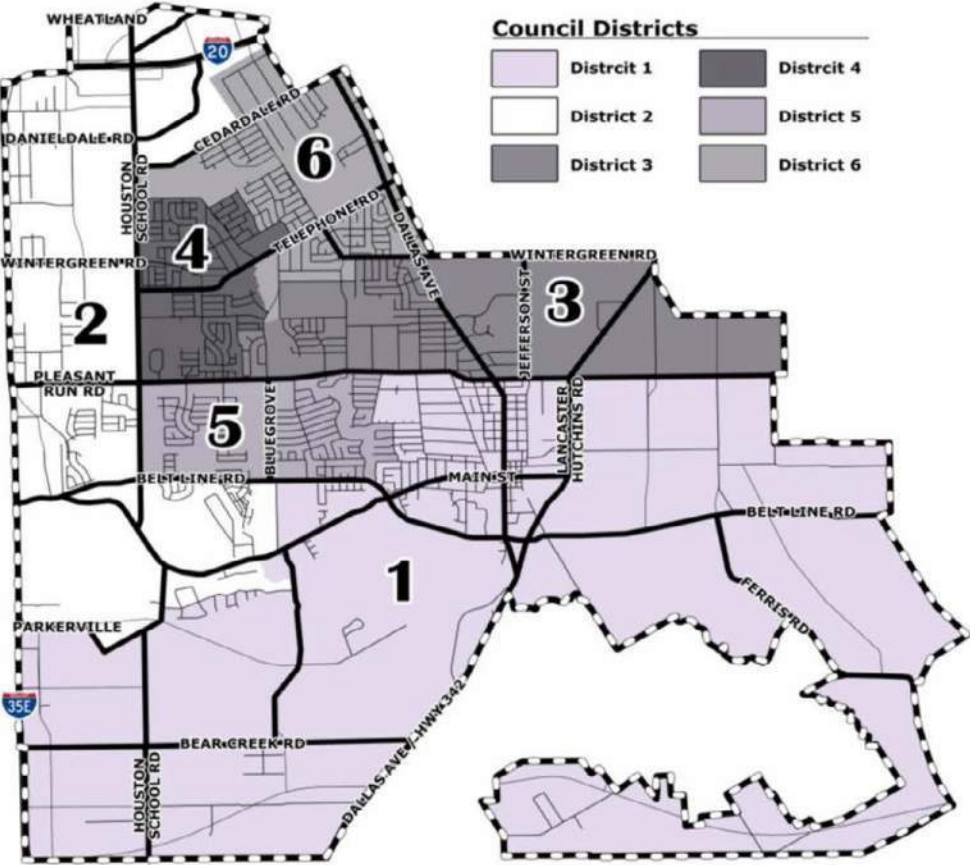 WHEATLAND
20
Council Districts
Distrcit 1
Distrcit 4
District 2
District 5
District 3
District 6
CEDARDALE RD
DANIELDALE RD
6
HOUSTON
SCHOOL RD
TELEPHONE RD
4
DALLAS AVE
WINTERGREEN RD
WINTERGREEN RD
2
3
JEFFERSON ST
PLEASANT
RUN RD
5
BLUEGROVE
LANCASTER
HUTCHINS RD
BELT LINE RD
MAIN ST
BELT LINE RD
1
FERRIS RD
PARKERVILLE
35E
DALLAS AVE / HWY 342
BEAR CREEK RD
HOUSTON
SCHOOL RD